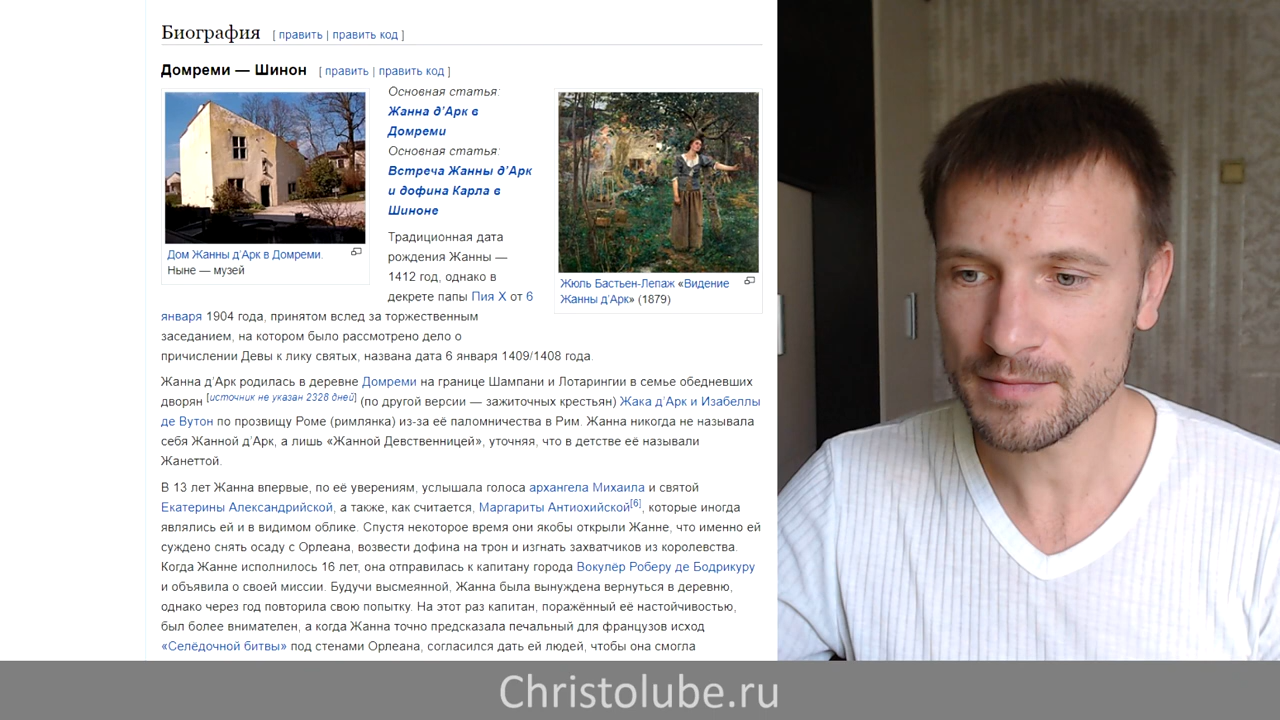 Биография [ править | править код ]
Домреми — Шинон [ править | править код ]
Дом Жанны д'Арк в Домреми.
Ныне — музей
Основная статья:
Жанна д'Арк в
Домреми
Основная статья:
Встреча Жанны д'Арк
и дофина Карла в
Шиноне
Жюль Бастьен-Лепаж «Видение
Жанны д'Арк» (1879)
Традиционная дата
рождения Жанны —
1412 год, однако в
декрете папы Пия X от 6
января 1904 года, принятом вслед за торжественным
заседанием, на котором было рассмотрено дело о
причислении Девы к лику святых, названа дата 6 января 1409/1408 года.
Жанна д'Арк родилась в деревне Домреми на границе Шампани и Лотарингии в семье обедневших
дворян [источник не указан 2328 дней] (по другой версии — зажиточных крестьян) Жака д'Арк и Изабеллы
де Вутон по прозвищу Роме (римлянка) из-за её паломничества в Рим. Жанна никогда не называла
себя Жанной д'Арк, а лишь «Жанной Девственницей», уточняя, что в детстве её называли
Жанеттой.
В 13 лет Жанна впервые, по её уверениям, услышала голоса архангела Михаила и святой
Екатерины Александрийской, а также, как считается, Маргариты Антиохийской[6], которые иногда
являлись ей и в видимом облике. Спустя некоторое время они якобы открыли Жанне, что именно ей
суждено снять осаду с Орлеана, возвести дофина на трон и изгнать захватчиков из королевства.
Когда Жанне исполнилось 16 лет, она отправилась к капитану города Вокулёр Роберу де Бодрикуру
и объявила о своей миссии. Будучи высмеянной, Жанна была вынуждена вернуться в деревню,
однако через год повторила свою попытку. На этот раз капитан, поражённый её настойчивостью,
был более внимателен, а когда Жанна точно предсказала печальный для французов исход
«Селёдочной битвы» под стенами Орлеана, согласился дать ей людей, чтобы она смогла
Christolube.ru